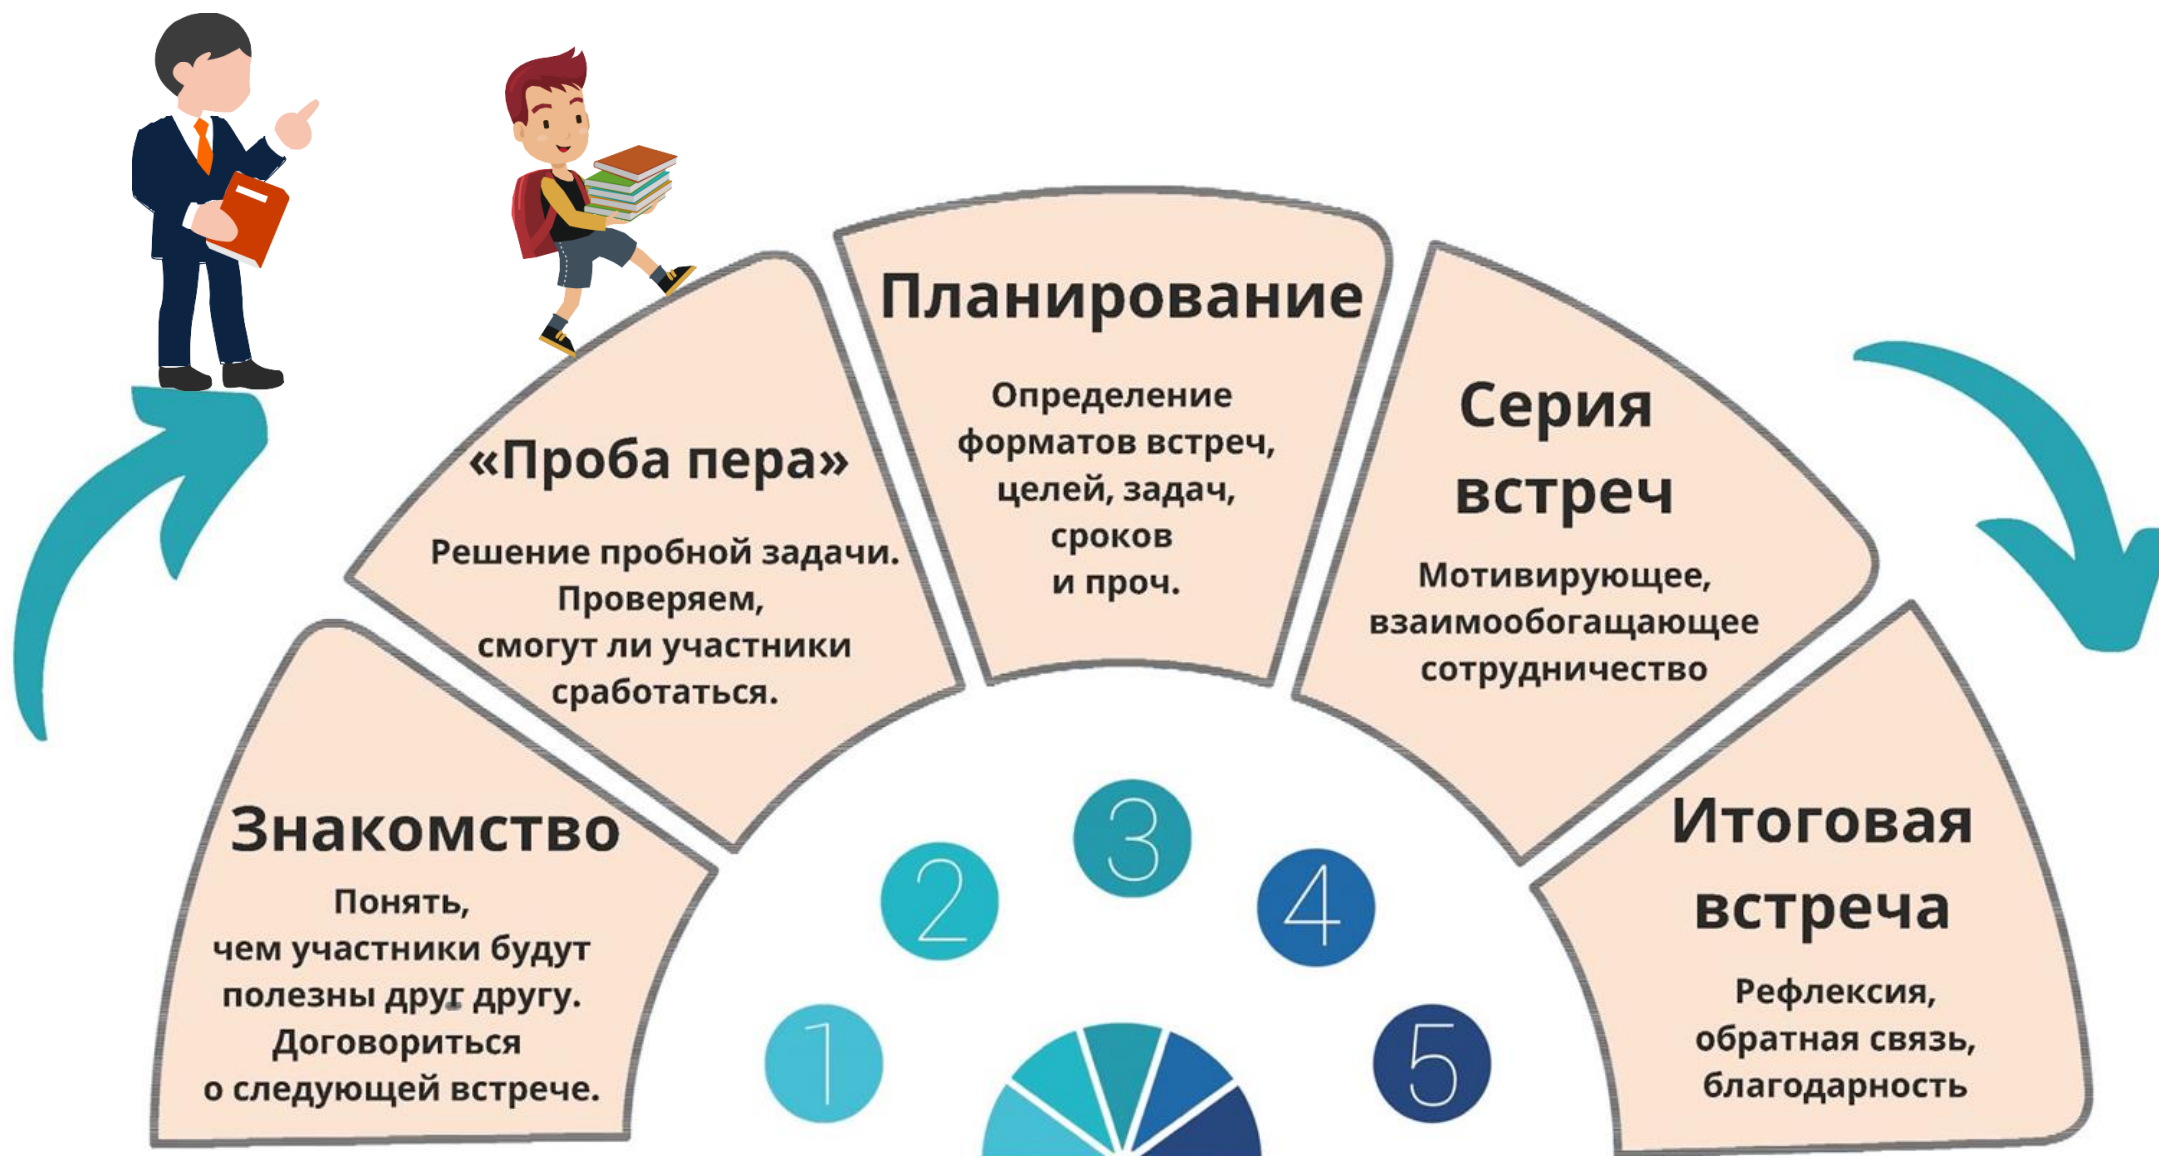 Знакомство
Понять,
чем участники будут
полезны друг другу.
Договориться
о следующей встрече.
«Проба пера»
Решение пробной задачи.
Проверяем,
смогут ли участники
сработаться.
Планирование
Определение
форматов встреч,
целей, задач,
сроков
и проч.
Серия
встреч
Мотивирующее,
взаимообогащающее
сотрудничество
Итоговая
встреча
Рефлексия,
обратная связь,
благодарность
1
2
3
4
5